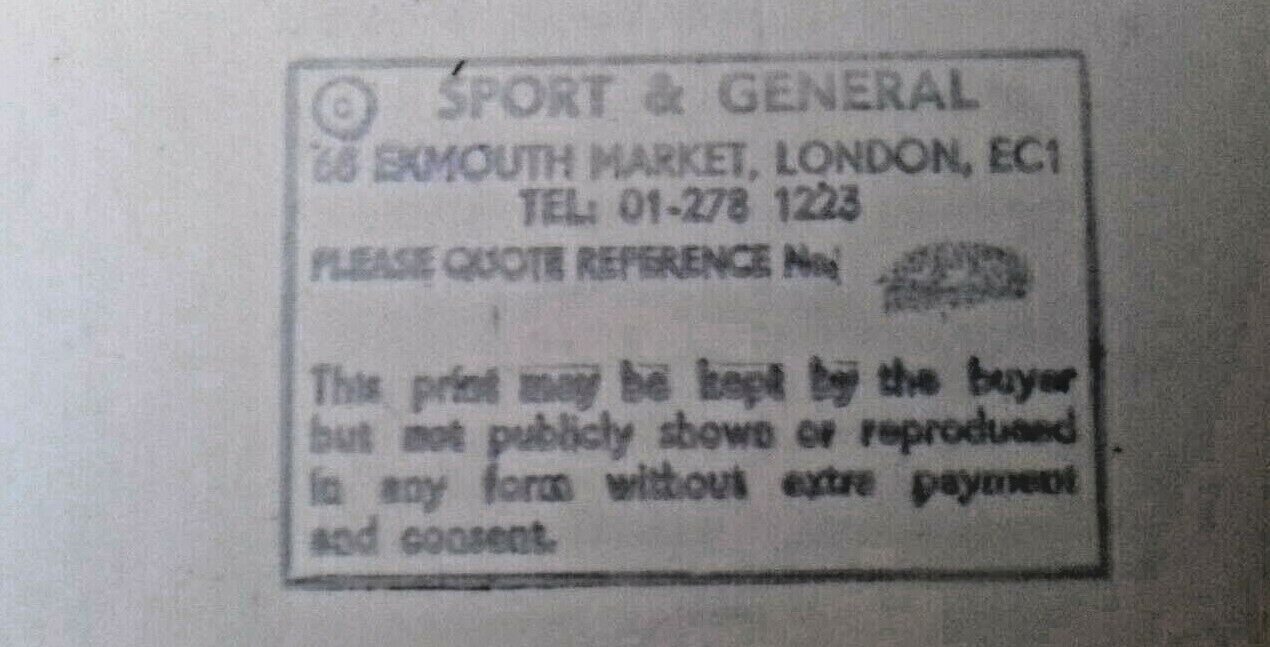 © SPORT & GENERAL
68 EXMOUTH MARKET, LONDON, EC1
TEL: 01-278 1223
PLEASE QUOTE REFERENCE No.
This print may be kept by the buyer
but not publicly shown or reproduced
in any form without extra payment
and consent.